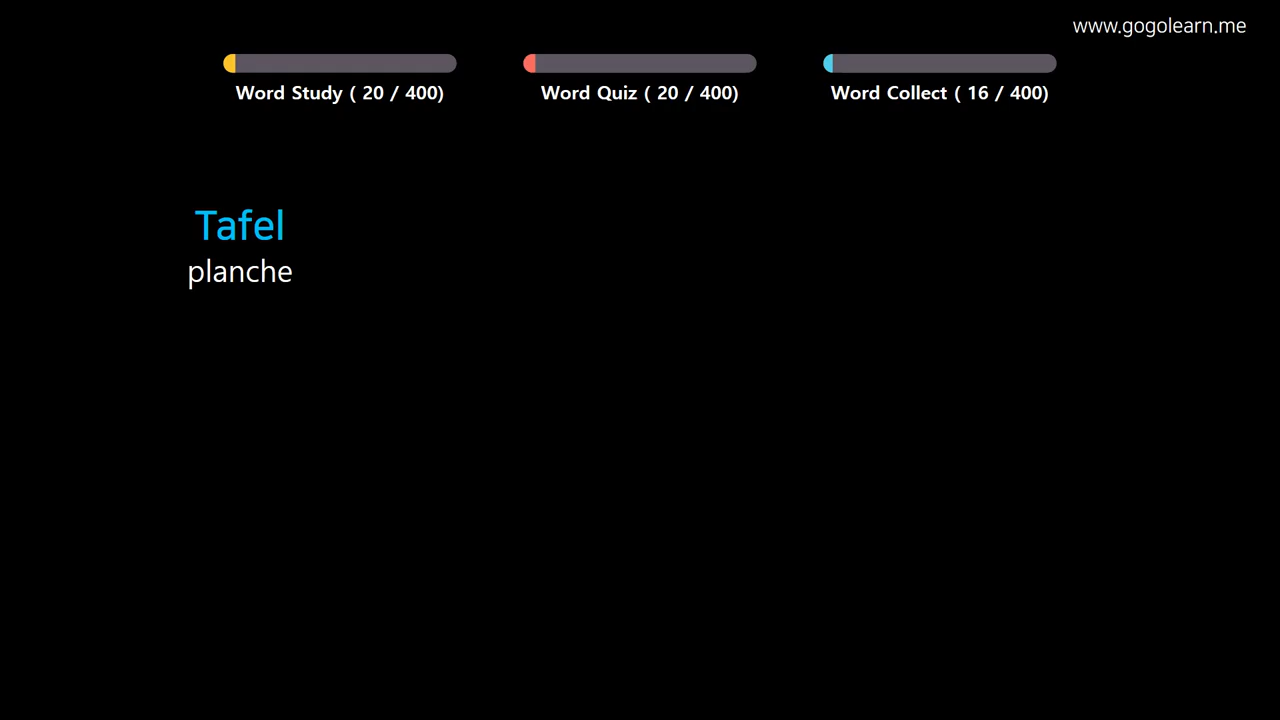 www.gogolearn.me
Word Study ( 20 / 400)
Word Quiz ( 20 / 400)
Word Collect ( 16 / 400)
Tafel
planche